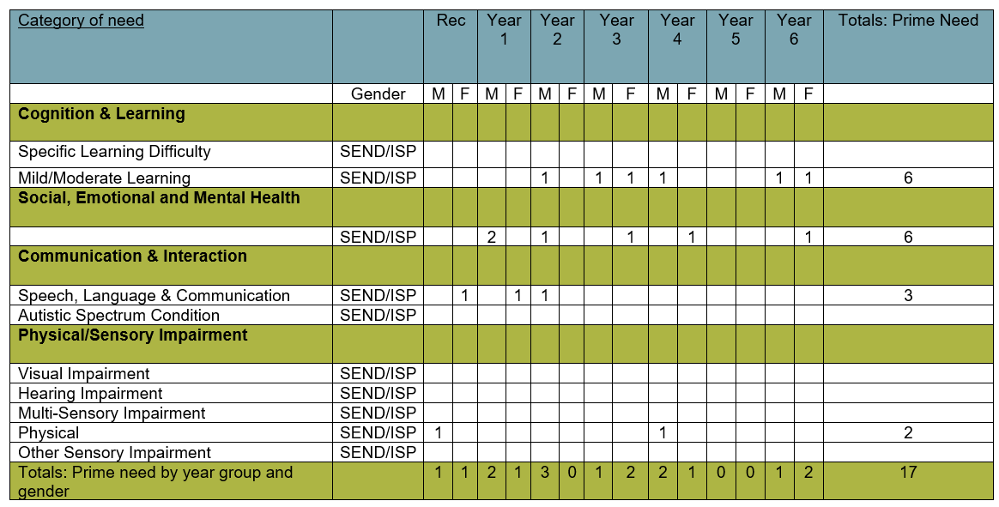 Category of need Rec Year Year Year Year Year Year Totals: Prime Need
1 2 3 4 5 6
Gender M F M F M F M F M F M F M F
Cognition & Learning
Specific Learning Difficulty SEND/ISP
Mild/Moderate Learning SEND/ISP 1 1 1 1 1 1 6
Social, Emotional and Mental Health
SEND/ISP 2 1 1 1 1 6
Communication & Interaction
Speech, Language & Communication SEND/ISP 1 1 1 3
Autistic Spectrum Condition SEND/ISP
Physical/Sensory Impairment
Visual Impairment SEND/ISP
Hearing Impairment SEND/ISP
Multi-Sensory Impairment SEND/ISP
Physical SEND/ISP 1 1 2
Other Sensory Impairment SEND/ISP
Totals: Prime need by year group and 1 1 2 1 3 0 1 2 2 1 0 0 1 2 17
gender